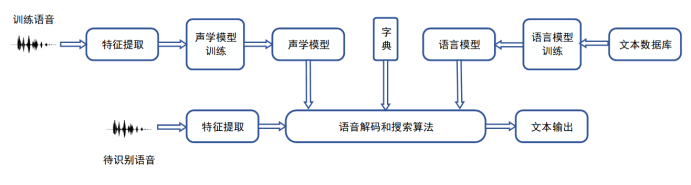 训练语音
特征提取
声学模型
训练
声学模型
字
典
语言模型
语言模型
训练
文本数据库
特征提取
语音解码和搜索算法
文本输出
待识别语音